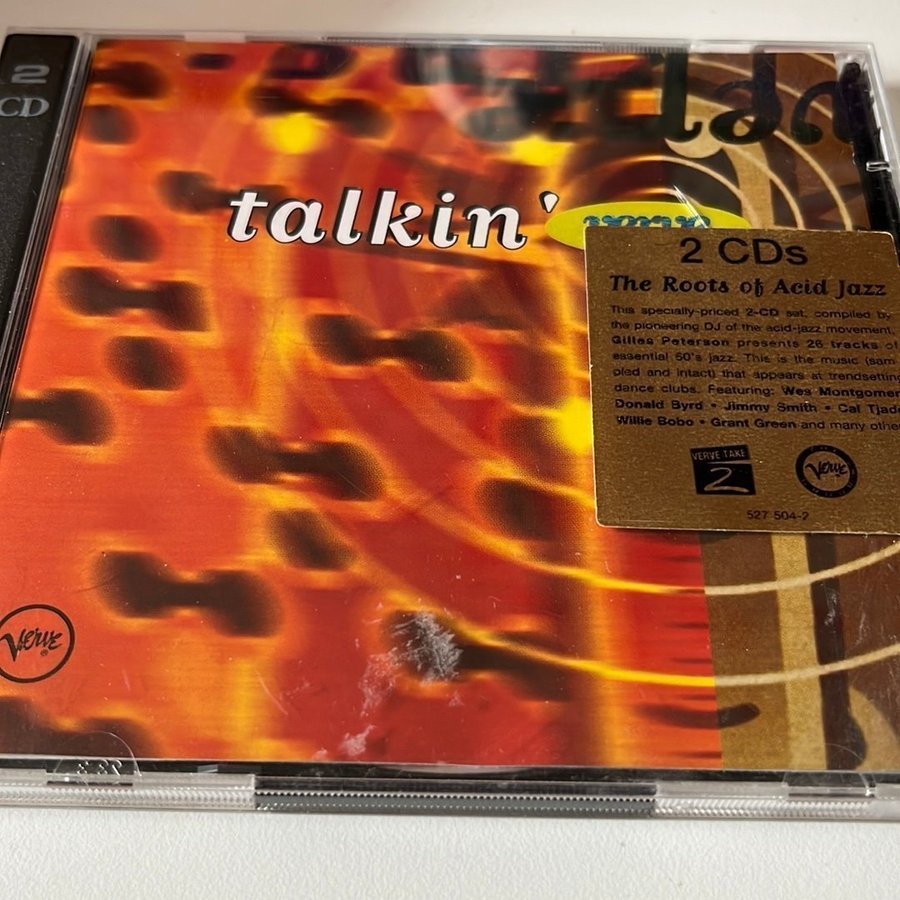 2
CD
talkin'
verve
2 CDs
The Roots of Acid Jazz
This specially-priced 2-CD set, compiled by
the pioneering DJ of the acid-jazz movement,
Gilles Peterson presents 26 tracks of
essential 60's jazz. This is the music (sam
pled and intact) that appears at trendsetting
dance clubs. Featuring: Wes Montgomer
Donald Byrd • Jimmy Smith • Cal Tjade
Willie Bobo • Grant Green and many othe
VERVE TAKE
2
VERVE
527 504-2
VERVE